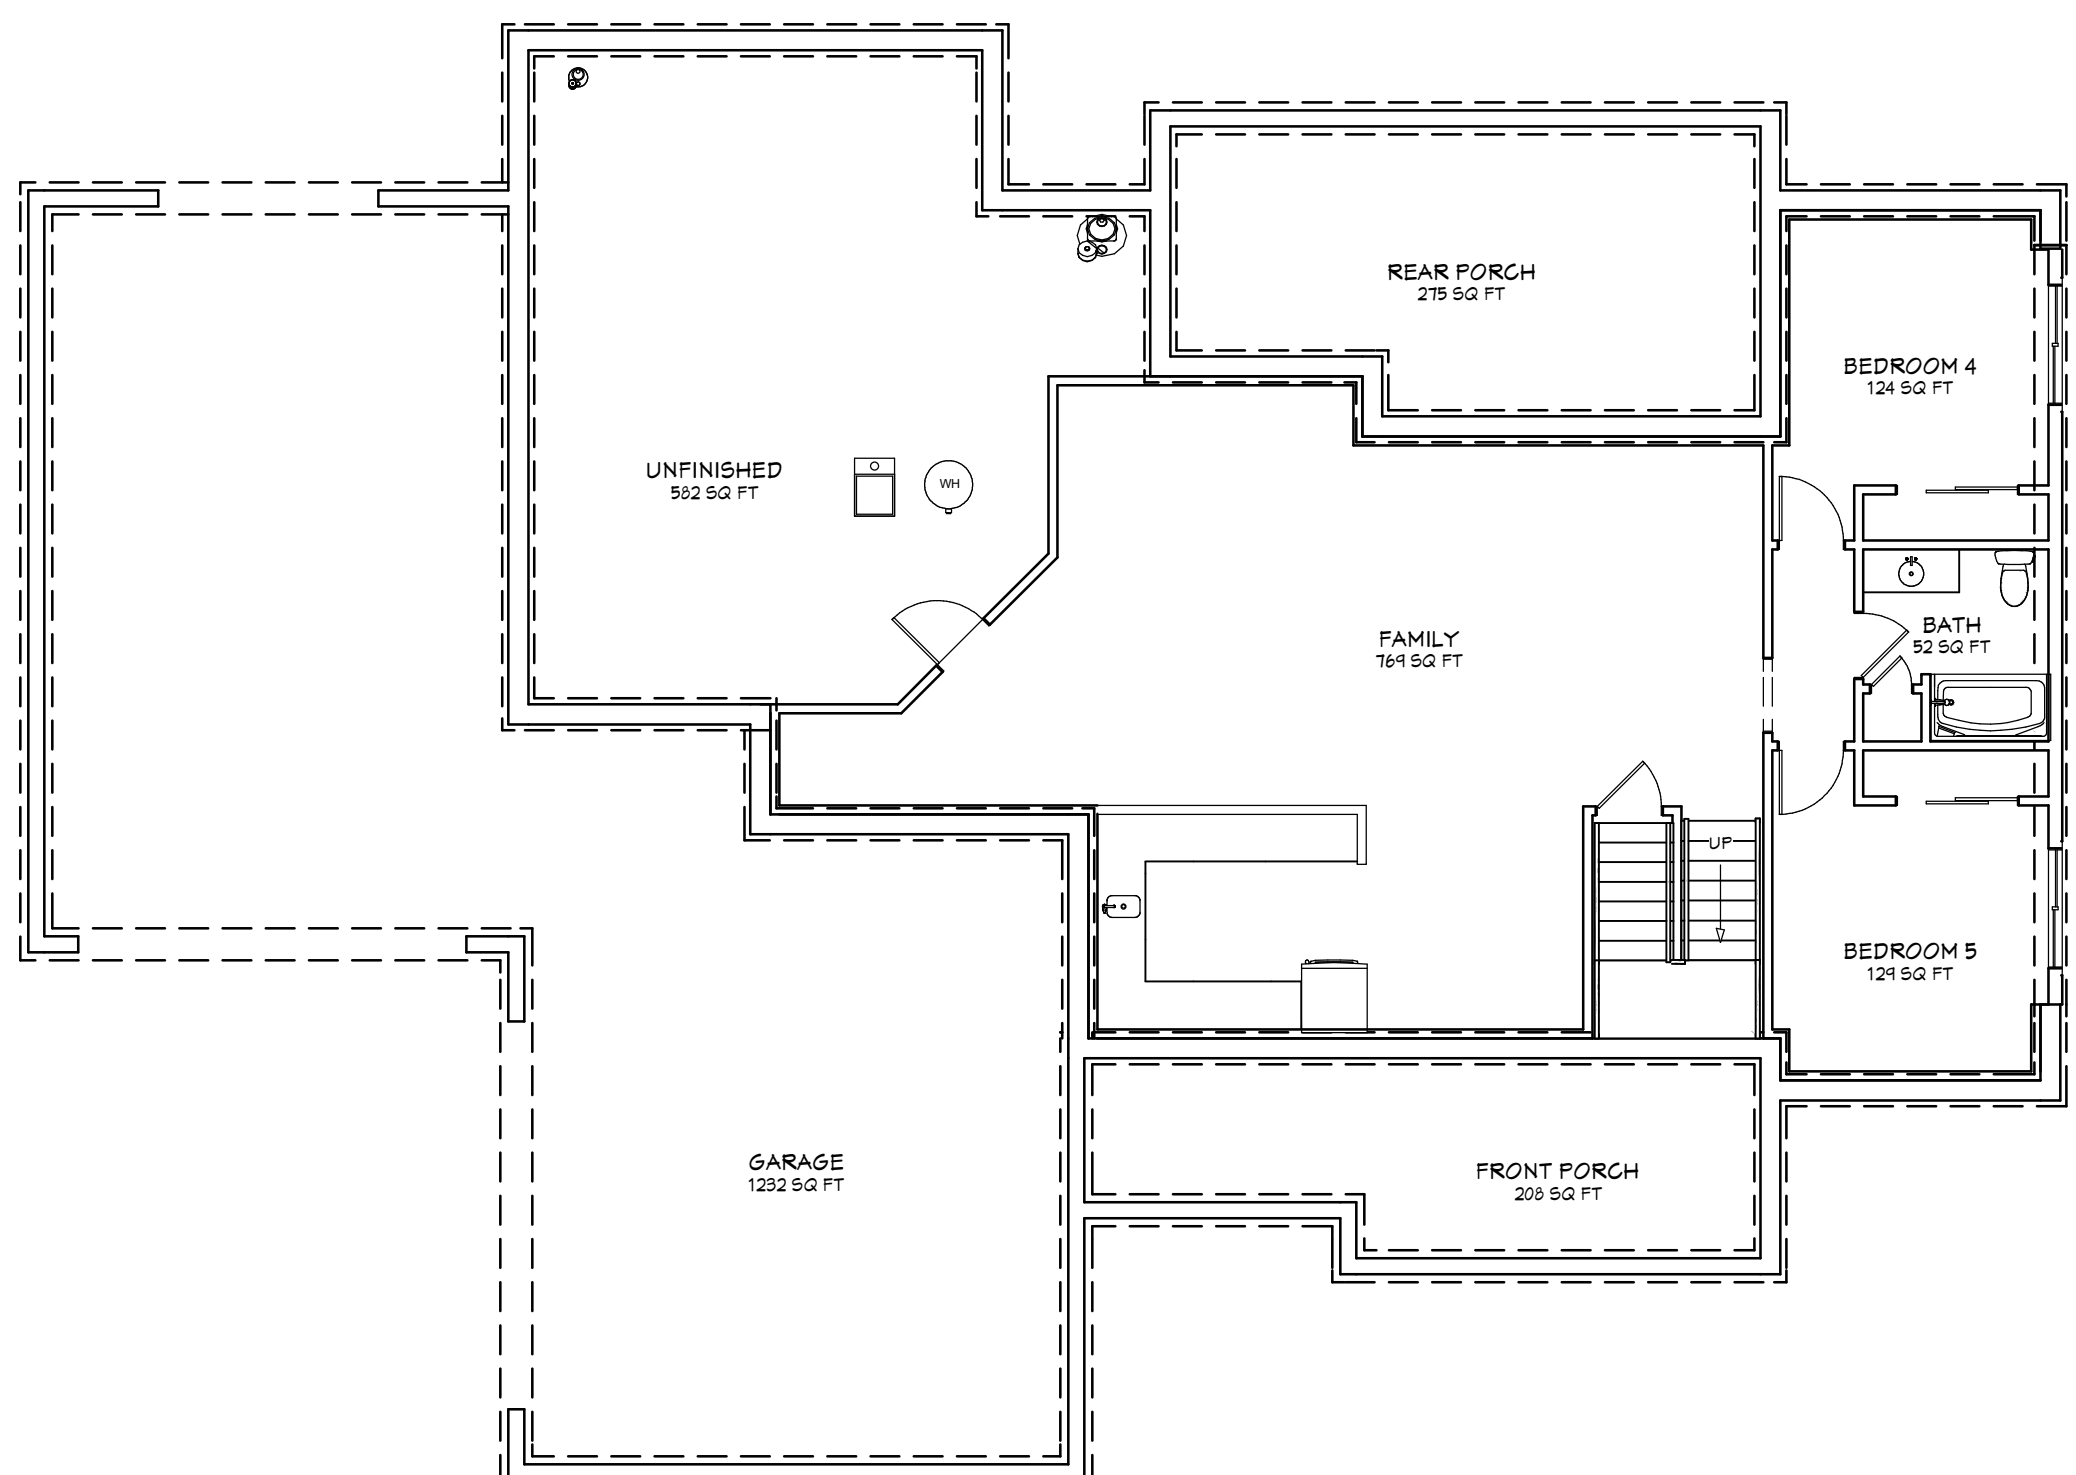 REAR PORCH
275 SQ FT
BEDROOM 4
124 SQ FT
UNFINISHED
582 SQ FT
WH
FAMILY
769 SQ FT
BATH
52 SQ FT
UP
BEDROOM 5
129 SQ FT
GARAGE
1232 SQ FT
FRONT PORCH
208 SQ FT